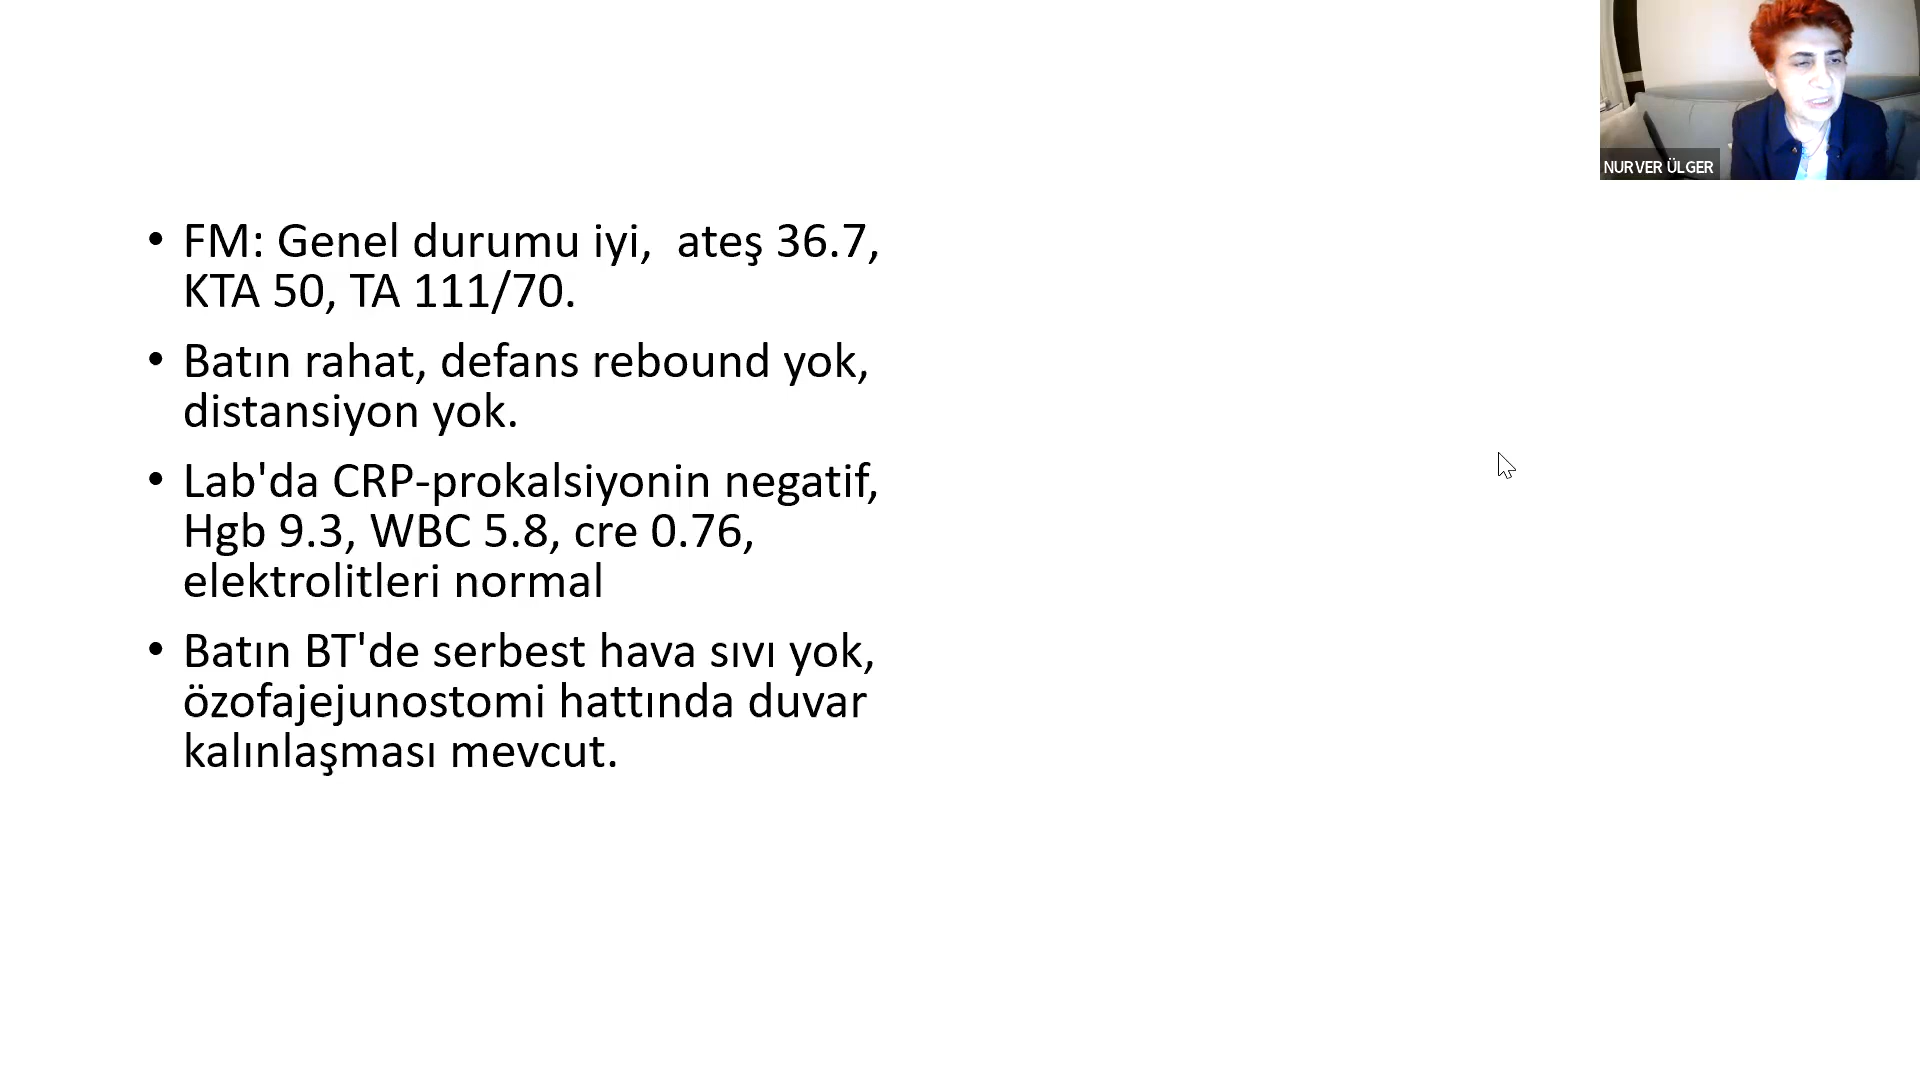 NURVER ÜLGER
• FM: Genel durumu iyi,  ateş 36.7,
KTA 50, TA 111/70.
• Batın rahat, defans rebound yok,
distansiyon yok.
• Lab'da CRP-prokalsiyonin negatif,
Hgb 9.3, WBC 5.8, cre 0.76,
elektrolitleri normal
• Batın BT'de serbest hava sıvı yok,
özofajejunostomi hattında duvar
kalınlaşması mevcut.